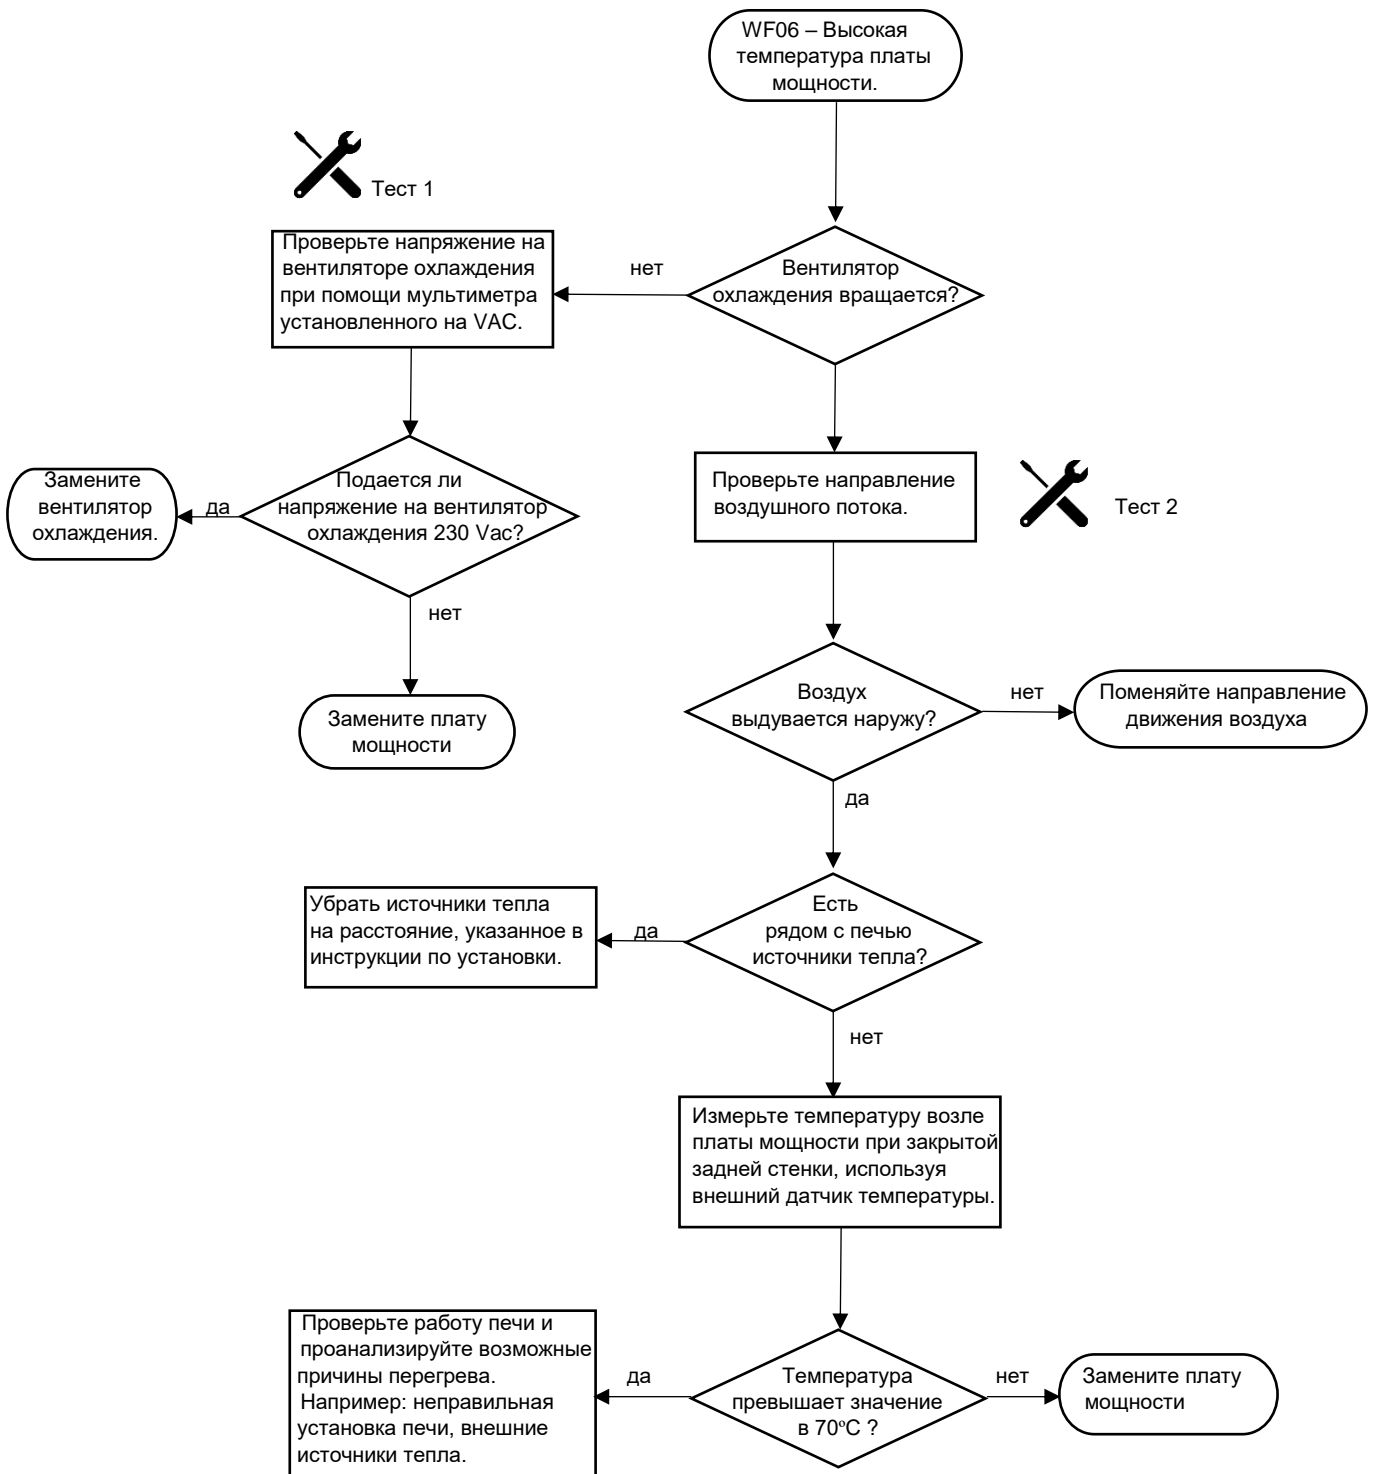 WF06 – Высокая
температура платы
мощности.
Тест 1
Проверьте напряжение на
вентиляторе охлаждения
при помощи мультиметра
установленного на VAC.
нет
Вентилятор
охлаждения вращается?
Замените
вентилятор
охлаждения.
да
Подается ли
напряжение на вентилятор
охлаждения 230 Vac?
нет
Замените плату
мощности
Проверьте направление
воздушного потока.
Тест 2
Воздух
выдувается наружу?
нет
Поменяйте направление
движения воздуха
да
Убрать источники тепла
на расстояние, указанное в
инструкции по установки.
да
Есть
рядом с печью
источники тепла?
нет
Измерьте температуру возле
платы мощности при закрытой
задней стенки, используя
внешний датчик температуры.
Проверьте работу печи и
проанализируйте возможные
причины перегрева.
Например: неправильная
установка печи, внешние
источники тепла.
да
Температура
превышает значение
в 70ºC ?
нет
Замените плату
мощности